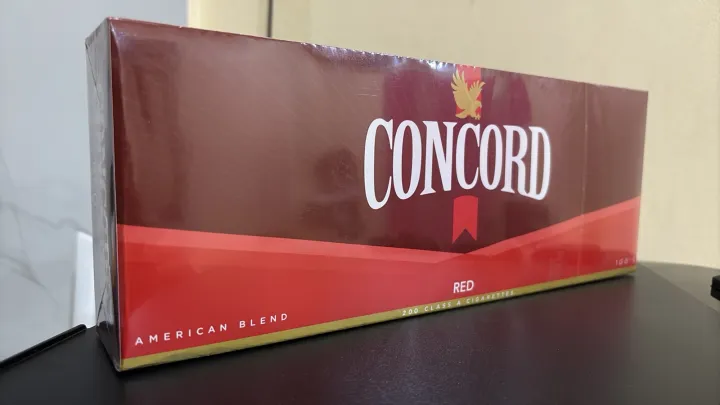 CONCORD
RED
200 CLASS A CIGARETTES
AMERICAN BLEND